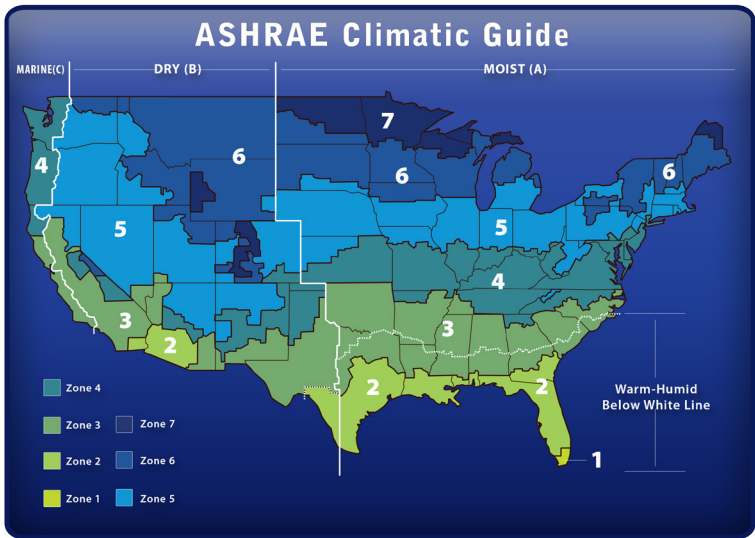 ASHRAE Climatic Guide
MARINE(C)
DRY (B)
MOIST (A)
7
4
6
6
6
5
5
4
3
3
2
2
2
Warm-Humid
Below White Line
1
Zone 4
Zone 3
Zone 7
Zone 2
Zone 6
Zone 1
Zone 5